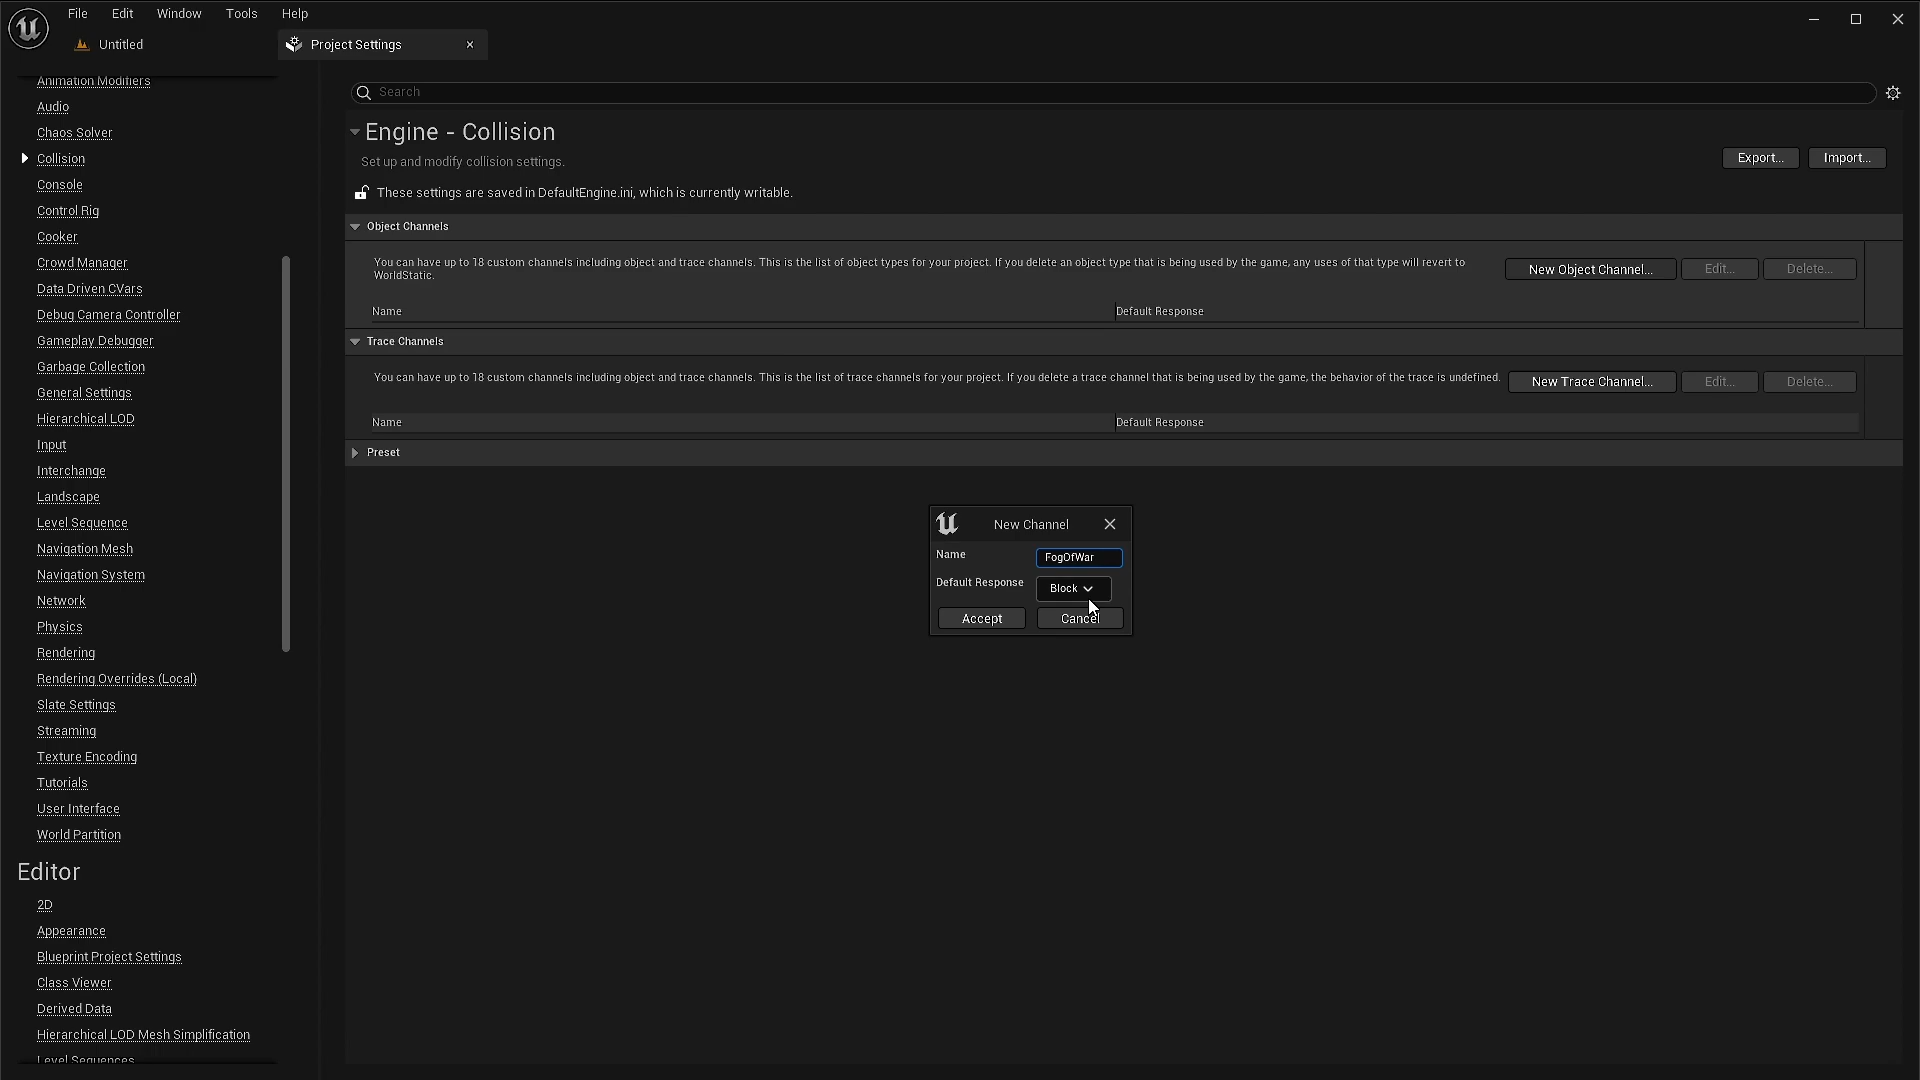 File Edit Window Tools Help
Untitled
Project Settings
Animation Modifiers
Audio
Chaos Solver
Collision
Console
Control Rig
Cooker
Crowd Manager
Data Driven CVars
Debug Camera Controller
Gameplay Debugger
Garbage Collection
General Settings
Hierarchical LOD
Input
Interchange
Landscape
Level Sequence
Navigation Mesh
Navigation System
Network
Physics
Rendering
Rendering Overrides (Local)
Slate Settings
Streaming
Texture Encoding
Tutorials
User Interface
World Partition
Editor
2D
Appearance
Blueprint Project Settings
Class Viewer
Derived Data
Hierarchical LOD Mesh Simplification
Level Sequences
Search
Engine - Collision
Set up and modify collision settings.
Export... Import...
These settings are saved in DefaultEngine.ini, which is currently writable.
Object Channels
You can have up to 18 custom channels including object and trace channels. This is the list of object types for your project. If you delete an object type that is being used by the game, any uses of that type will revert to
WorldStatic.
New Object Channel... Edit... Delete...
Name Default Response
Trace Channels
You can have up to 18 custom channels including object and trace channels. This is the list of trace channels for your project. If you delete a trace channel that is being used by the game, the behavior of the trace is undefined.
New Trace Channel... Edit... Delete...
Name Default Response
Preset
New Channel
Name FogOfWar
Default Response Block
Accept Cancel